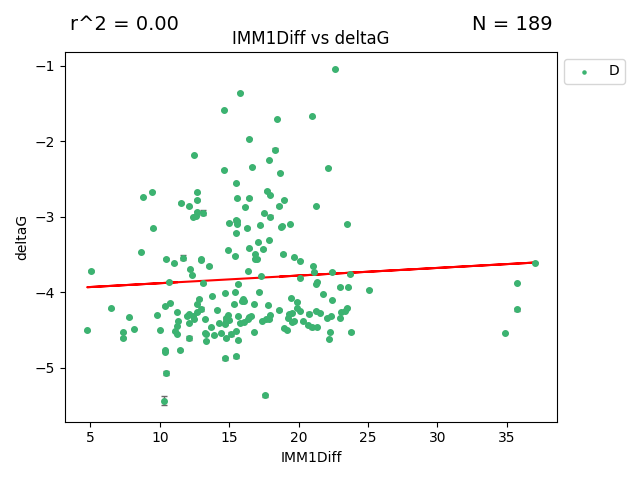 r^2 = 0.00
N = 189
IMM1Diff vs deltaG
D
−1
−2
−3
−4
−5
deltaG
5
10
15
20
25
30
35
IMM1Diff